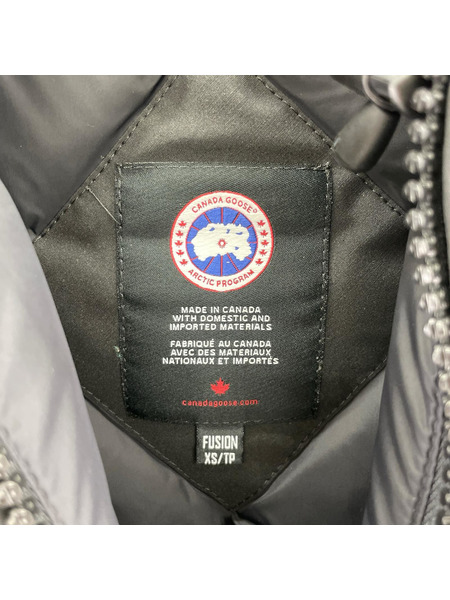 CANADA GOOSE®
ARCTIC PROGRAM
MADE IN CANADA
WITH DOMESTIC AND
IMPORTED MATERIALS
FABRIQUÉ AU CANADA
AVEC DES MATERIAUX
NATIONAUX ET IMPORTÉS
canadagoose.com
FUSION
XS/TP